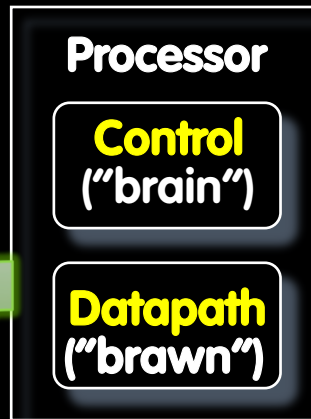 Processor
Control
("brain")
Datapath
("brawn")